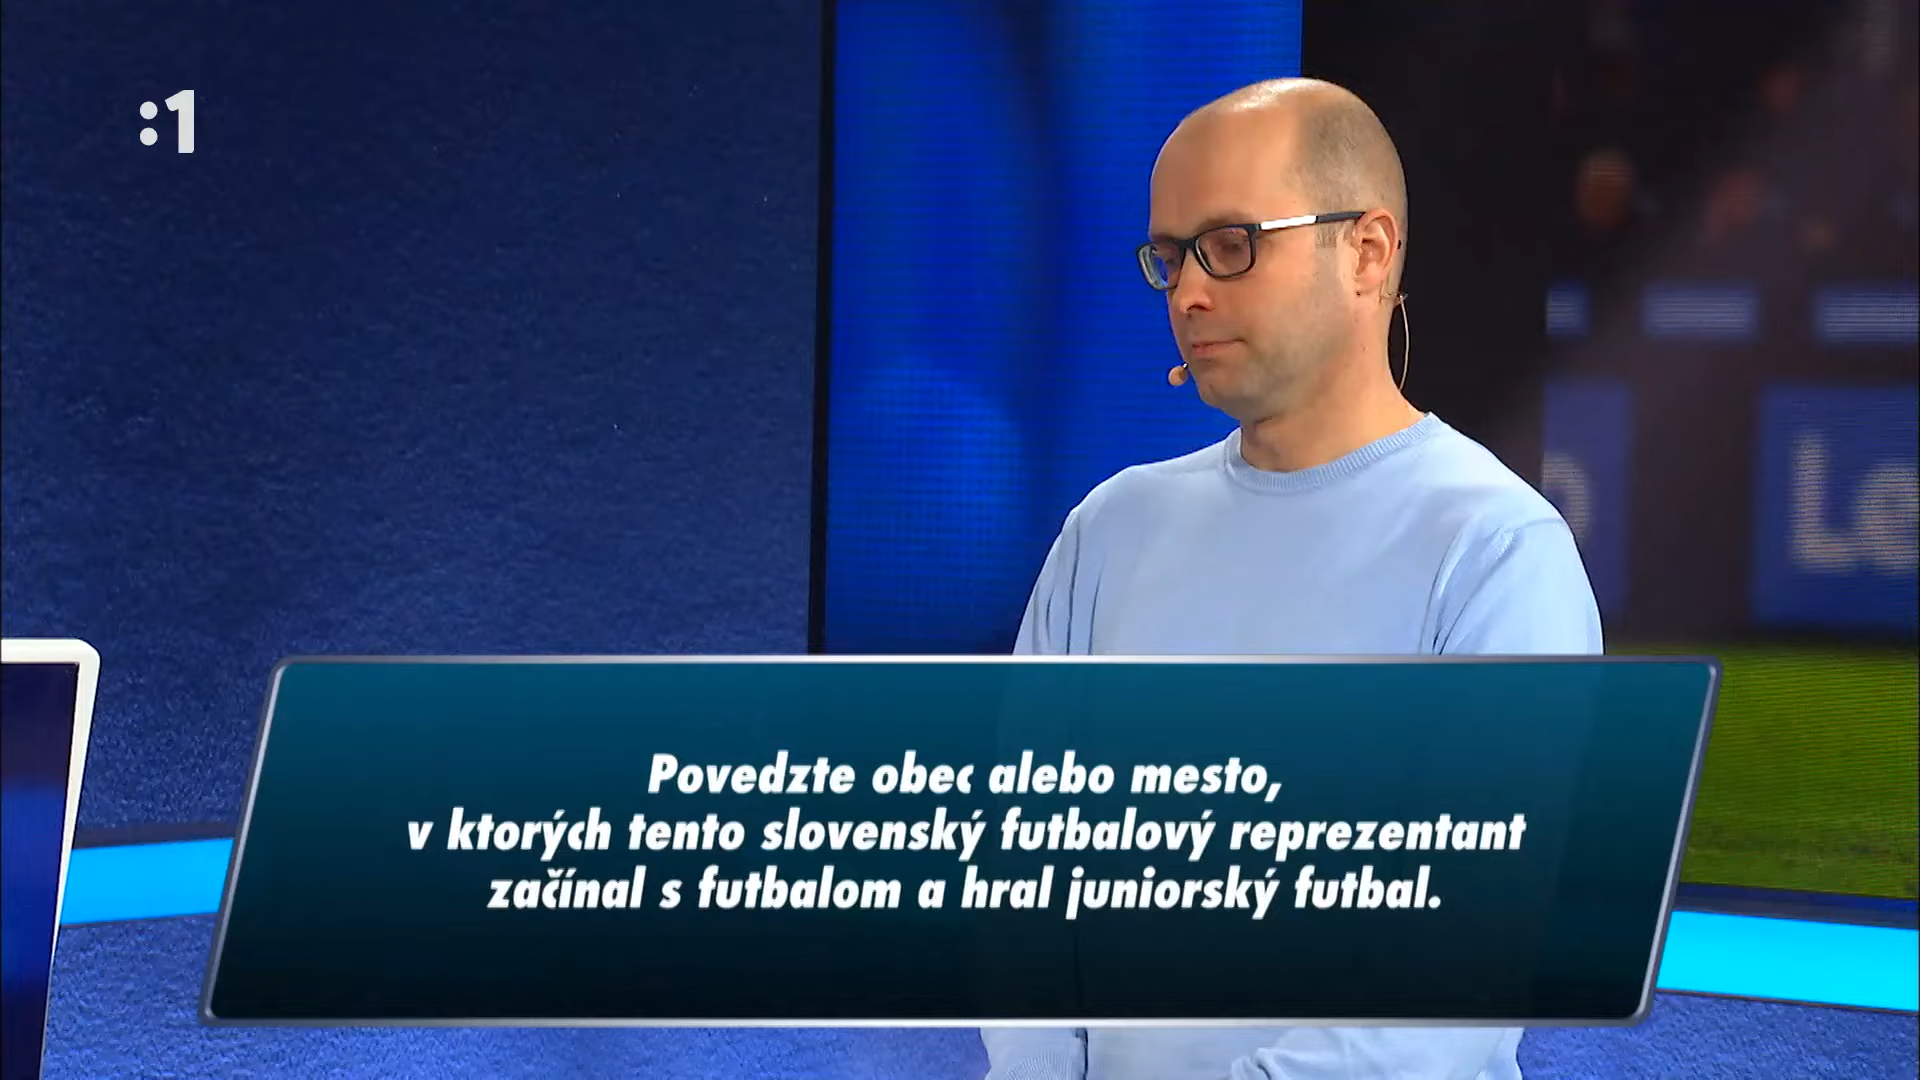 :1
Povedzte obec alebo mesto,
v ktorých tento slovenský futbalový reprezentant
začínal s futbalom a hral juniorský futbal.